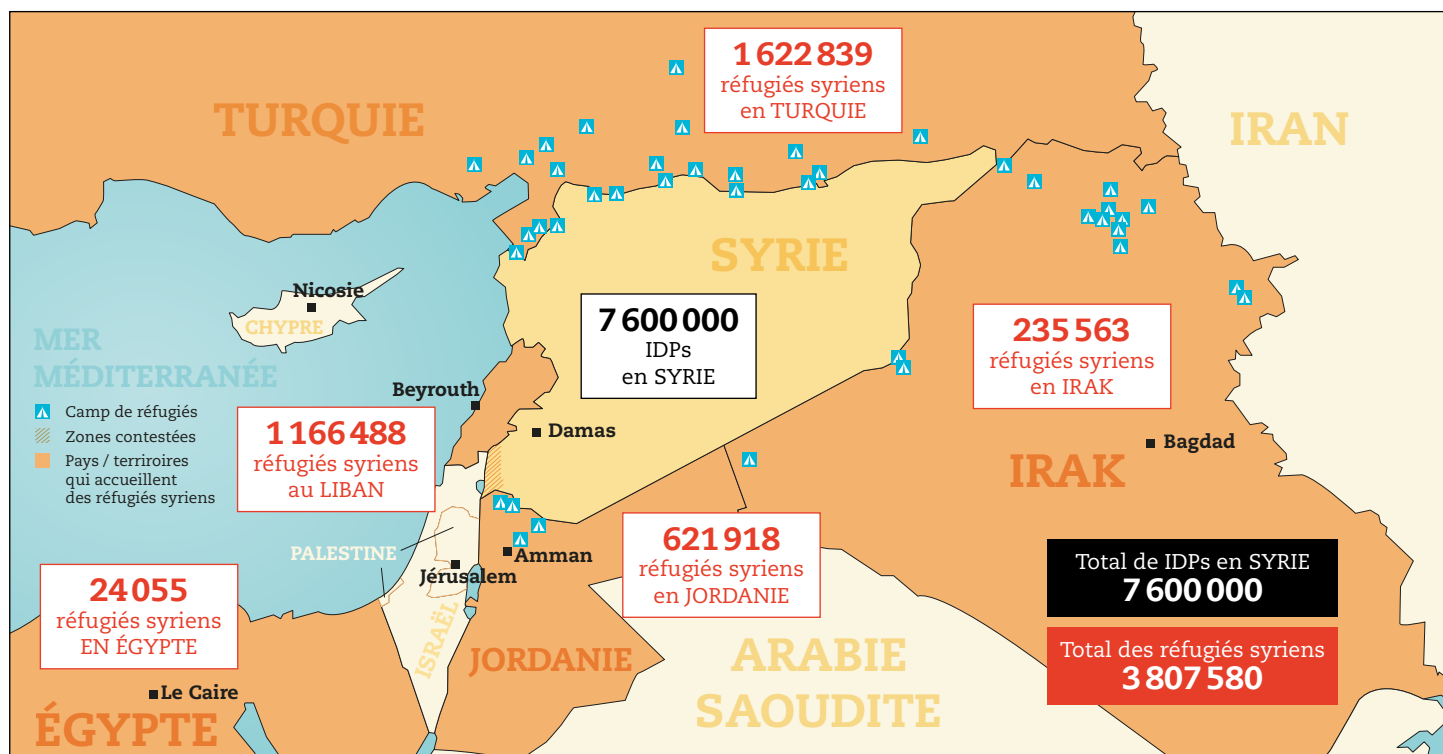 1 622 839
réfugiés syriens
en TURQUIE
TURQUIE
IRAN
SYRIE
Nicosie
CHYPRE
7 600 000
IDPs
en SYRIE
235 563
réfugiés syriens
en IRAK
MER
MÉDITERRANÉE
Beyrouth
Camp de réfugiés
Zones contestées
Pays / terriroires
qui accueillent
des réfugiés syriens
1 166 488
réfugiés syriens
au LIBAN
Damas
Bagdad
IRAK
PALESTINE
Amman
Jérusalem
621 918
réfugiés syriens
en JORDANIE
Total de IDPs en SYRIE
7 600 000
24 055
réfugiés syriens
EN ÉGYPTE
ISRAËL
JORDANIE
ARABIE
SAOUDITE
Total des réfugiés syriens
3 807 580
Le Caire
ÉGYPTE